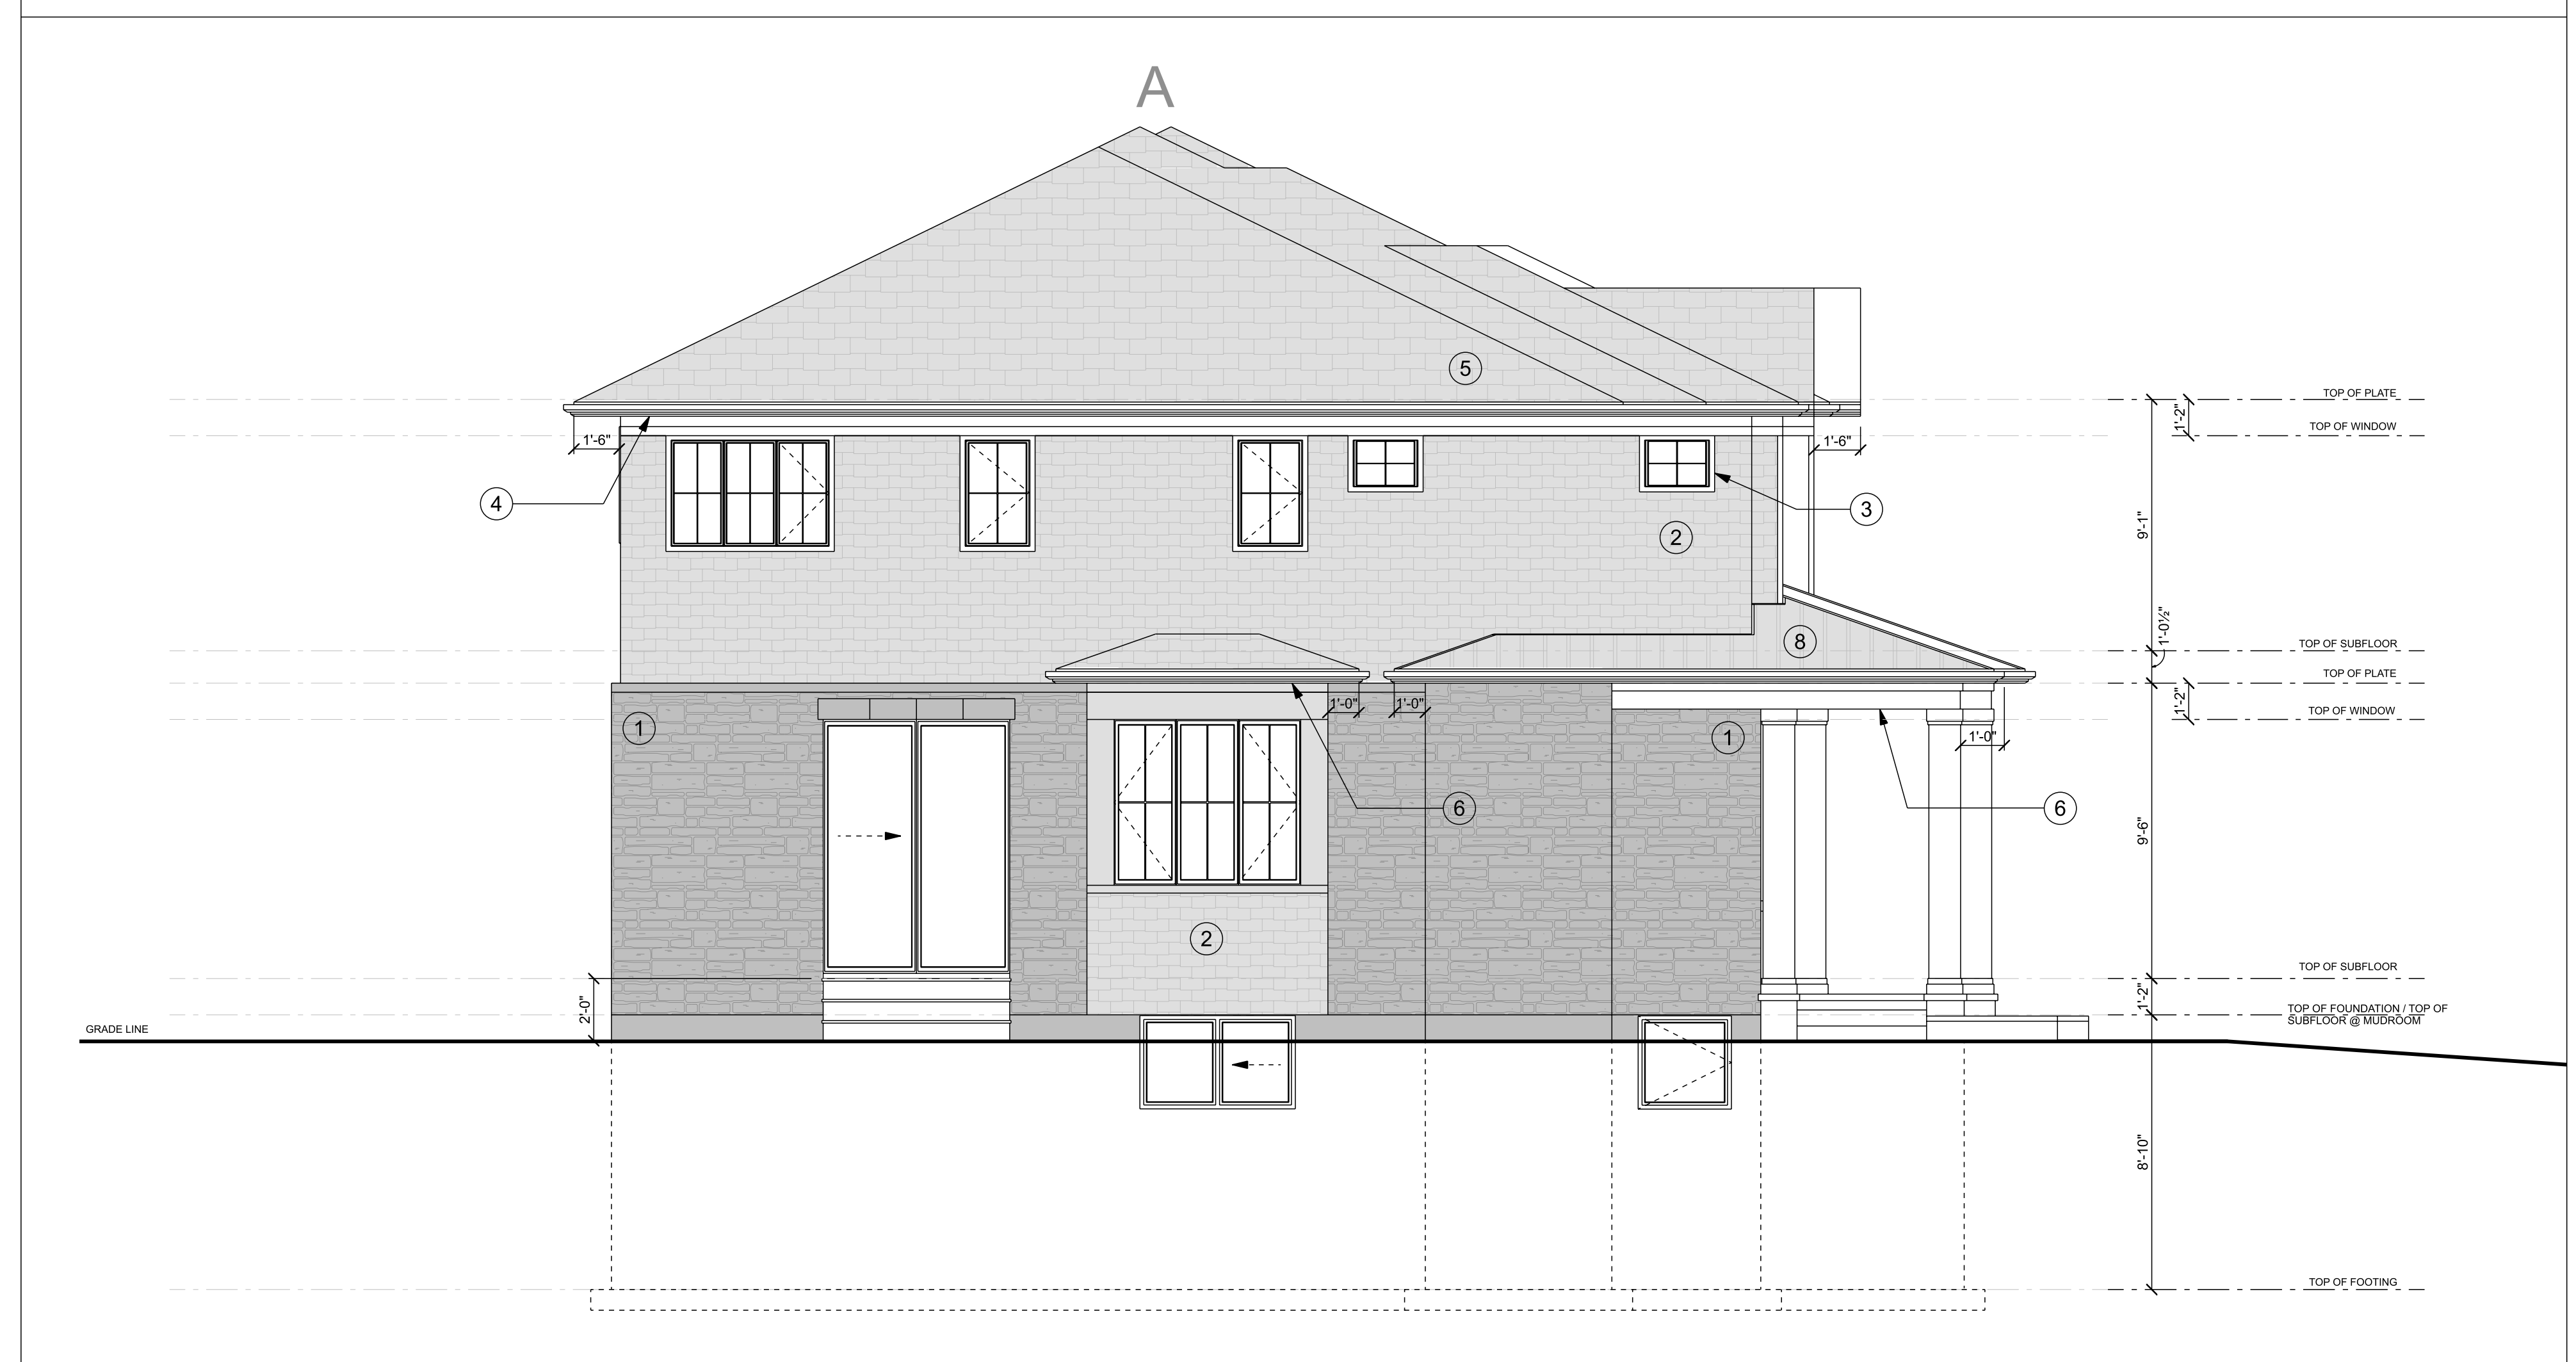 A
5
TOP OF PLATE
1'-2"
TOP OF WINDOW
1'-6"
1'-6"
4
3
2
9'-1"
1'-0½"
8
TOP OF SUBFLOOR
TOP OF PLATE
1'-2"
TOP OF WINDOW
1'-0"
1'-0"
1
1
1'-0"
6
6
9'-6"
2
TOP OF SUBFLOOR
2'-0"
1'-2"
TOP OF FOUNDATION / TOP OF
SUBFLOOR @ MUDROOM
GRADE LINE
8'-10"
TOP OF FOOTING